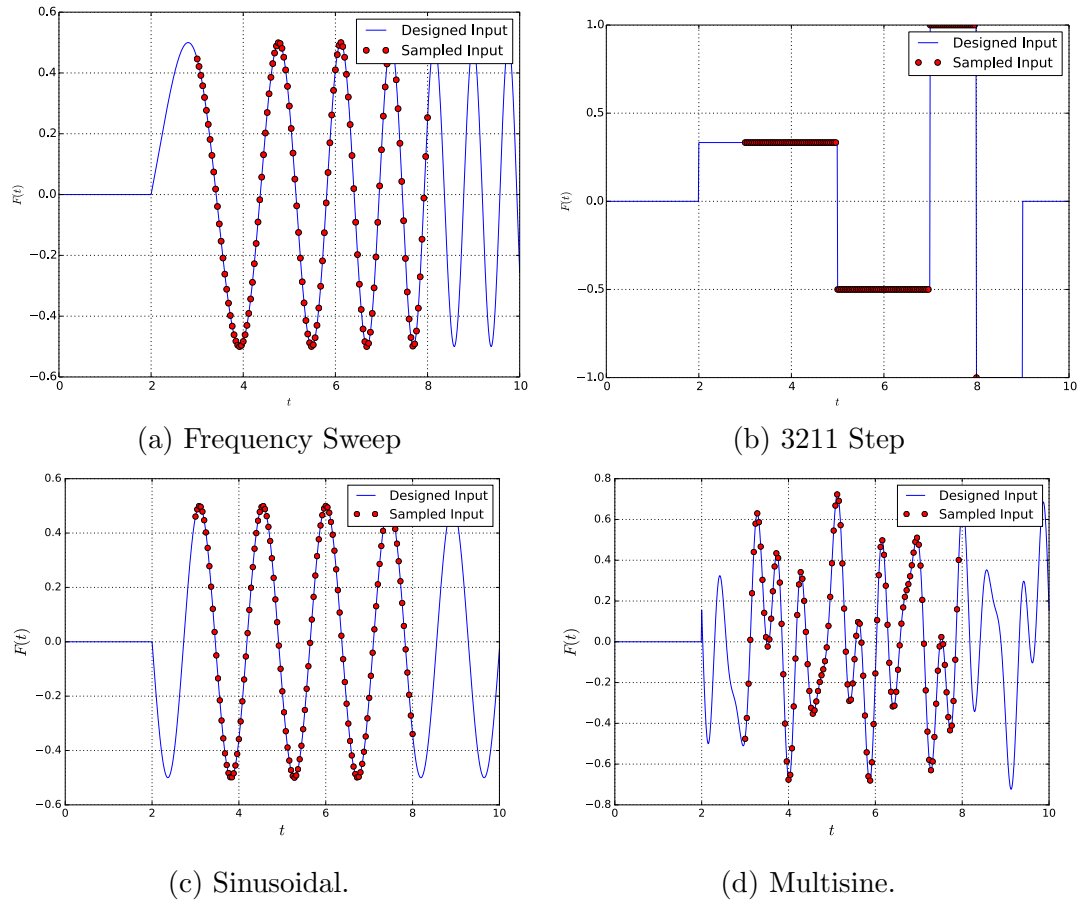 0.6
0.4
0.2
0.0
−0.2
−0.4
−0.6
F(t)
0 2 4 6 8 10
t
Designed Input
Sampled Input
(a) Frequency Sweep
1.0
0.5
0.0
−0.5
−1.0
F(t)
0 2 4 6 8 10
t
Designed Input
Sampled Input
(b) 3211 Step
0.6
0.4
0.2
0.0
−0.2
−0.4
−0.6
F(t)
0 2 4 6 8 10
t
Designed Input
Sampled Input
(c) Sinusoidal.
0.8
0.6
0.4
0.2
0.0
−0.2
−0.4
−0.6
−0.8
F(t)
0 2 4 6 8 10
t
Designed Input
Sampled Input
(d) Multisine.